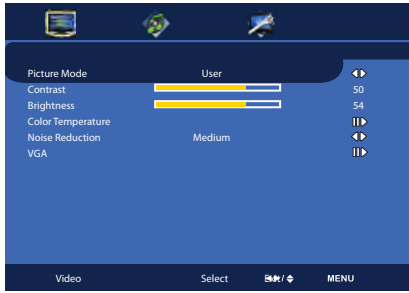 Picture Mode User
Contrast 50
Brightness 54
Color Temperature
Noise Reduction Medium
VGA
Video Select / MENU